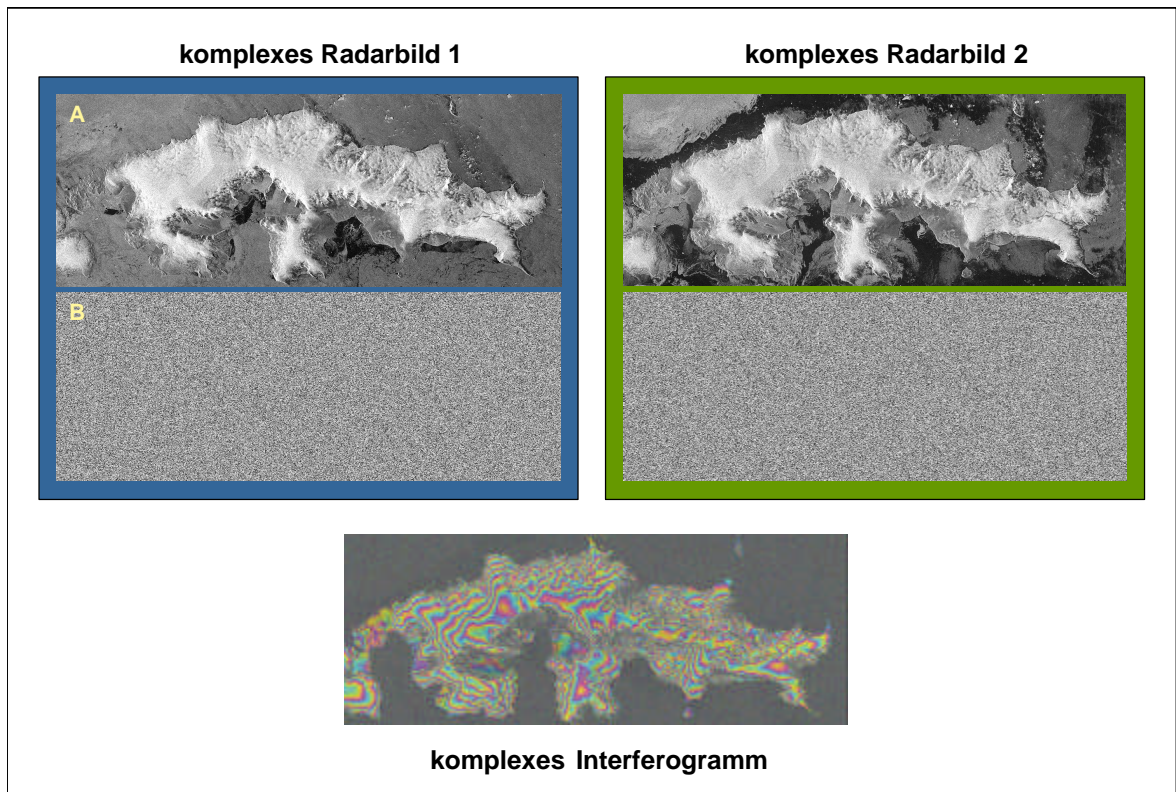 komplexes Radarbild 1
komplexes Radarbild 2
A
B
komplexes Interferogramm